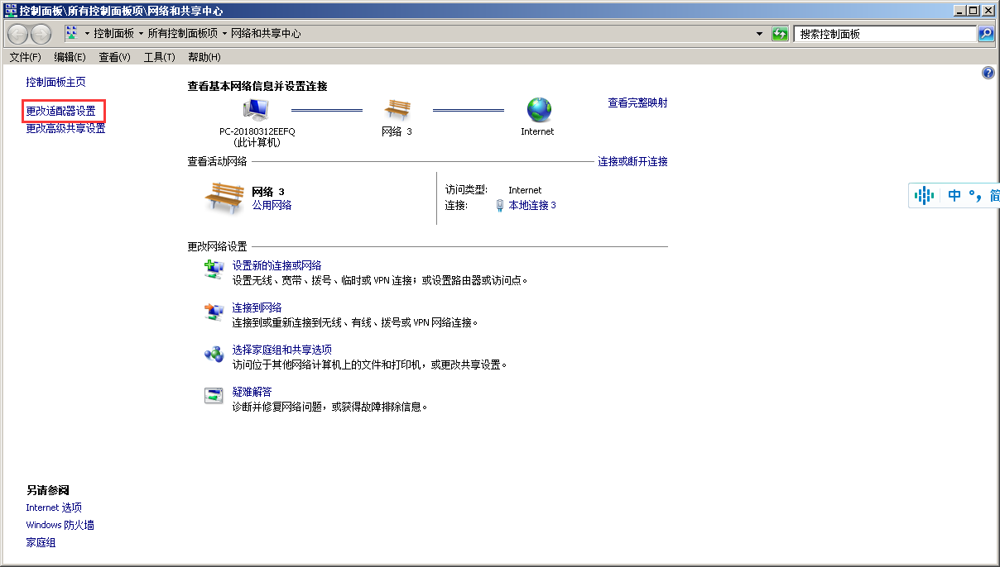 控制面板\所有控制面板项\网络和共享中心
控制面板 所有控制面板项 网络和共享中心
搜索控制面板
文件(F) 编辑(E) 查看(V) 工具(T) 帮助(H)
控制面板主页
更改适配器设置
更改高级共享设置
查看基本网络信息并设置连接
查看完整映射
PC-20180312EEFQ
(此计算机)
网络 3
Internet
查看活动网络
连接或断开连接
网络 3
公用网络
访问类型: Internet
连接: 本地连接 3
更改网络设置
设置新的连接或网络
设置无线、宽带、拨号、临时或 VPN 连接；或设置路由器或访问点。
连接到网络
连接到或重新连接到无线、有线、拨号或 VPN 网络连接。
选择家庭组和共享选项
访问位于其他网络计算机上的文件和打印机，或更改共享设置。
疑难解答
诊断并修复网络问题，或获得故障排除信息。
中 °, 简
另请参阅
Internet 选项
Windows 防火墙
家庭组